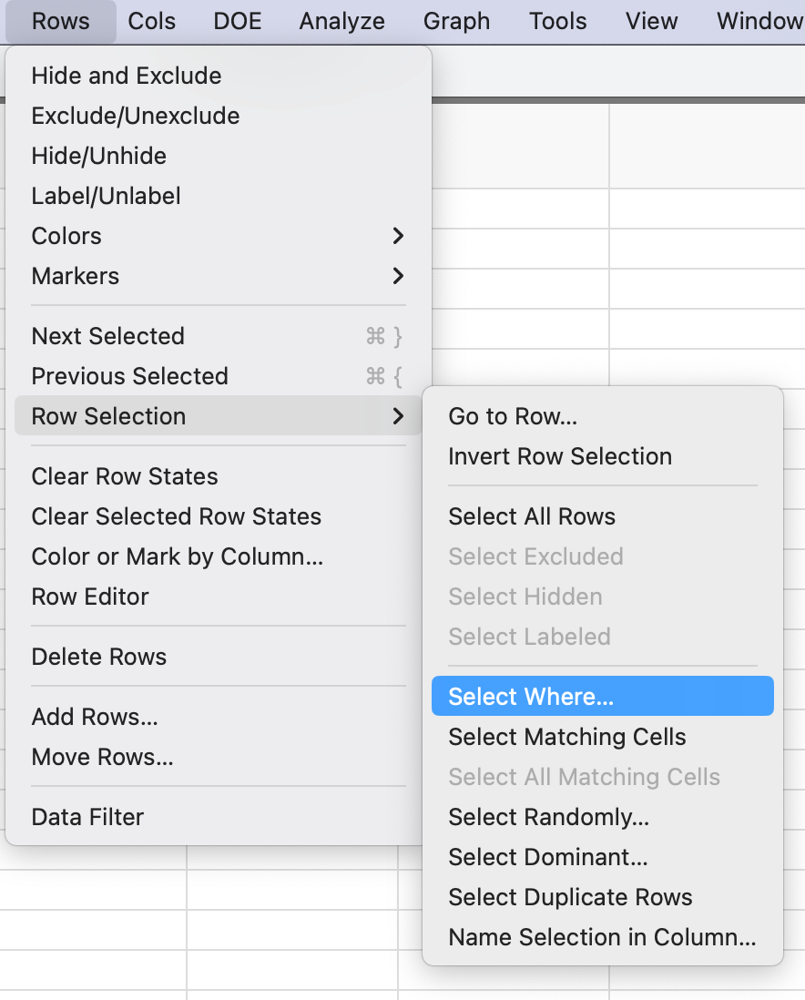 Rows Cols DOE Analyze Graph Tools View Window
Hide and Exclude
Exclude/Unexclude
Hide/Unhide
Label/Unlabel
Colors
Markers
Next Selected ⌘ }
Previous Selected ⌘ {
Row Selection
Clear Row States
Clear Selected Row States
Color or Mark by Column...
Row Editor
Delete Rows
Add Rows...
Move Rows...
Data Filter
Go to Row...
Invert Row Selection
Select All Rows
Select Excluded
Select Hidden
Select Labeled
Select Where...
Select Matching Cells
Select All Matching Cells
Select Randomly...
Select Dominant...
Select Duplicate Rows
Name Selection in Column...